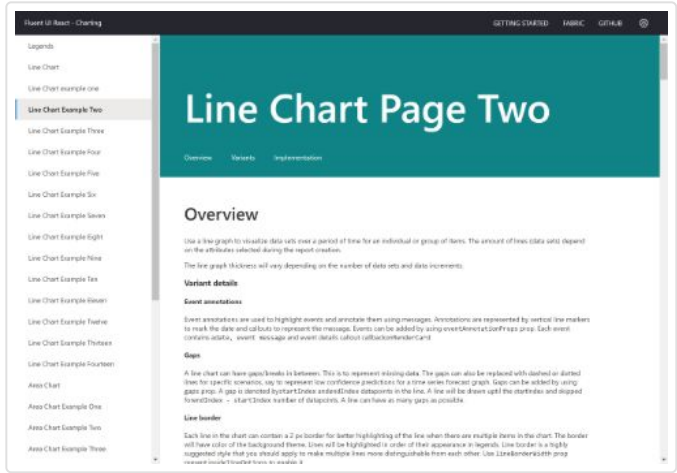 Fluent UI React - Charting
GETTING STARTED FABRIC GITHUB
Legends
Line Chart
Line Chart example one
Line Chart Example Two
Line Chart Example Three
Line Chart Example Four
Line Chart Example Five
Line Chart Example Six
Line Chart Example Seven
Line Chart Example Eight
Line Chart Example Nine
Line Chart Example Ten
Line Chart Example Eleven
Line Chart Example Twelve
Line Chart Example Thirteen
Line Chart Example Fourteen
Area Chart
Area Chart Example One
Area Chart Example Two
Area Chart Example Three
Line Chart Page Two
Overview Variants Implementation
Overview
Use a line graph to visualize data sets over a period of time for an individual or group of items. The amount of lines (data sets) depend
on the attributes selected during the report creation.
The line graph thickness will vary depending on the number of data sets and data increments.
Variant details
Event annotations
Event annotations are used to highlight events and annotate them using messages. Annotations are represented by vertical line markers
to mark the date and callouts to represent the message. Events can be added by using eventAnnotationProps prop. Each event
contains adate, event message and event details callout callbackonRenderCard
Gaps
A line chart can have gaps/breaks in between. This is to represent missing data. The gaps can also be replaced with dashed or dotted
lines for specific scenarios, say to represent low confidence predictions for a time series forecast graph. Gaps can be added by using
gaps prop. A gap is denoted bystartIndex andendIndex datapoints in the line. A line will be drawn uptil the startIndex and skipped
forendIndex - startIndex number of datapoints. A line can have as many gaps as possible.
Line border
Each line in the chart can contain a 2 px border for better highlighting of the line when there are multiple items in the chart. The border
will have color of the background theme. Lines will be highlighted in order of their appearance in legends. Line border is a highly
suggested style that you should apply to make multiple lines more distinguishable from each other. Use lineBorderWidth prop